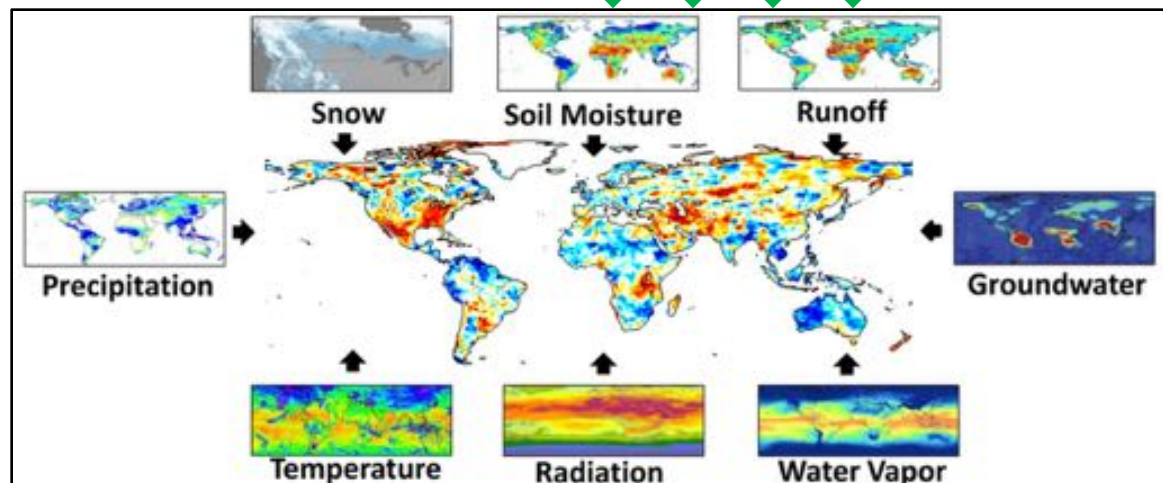 Snow
Soil Moisture
Runoff
Precipitation
Groundwater
Temperature
Radiation
Water Vapor